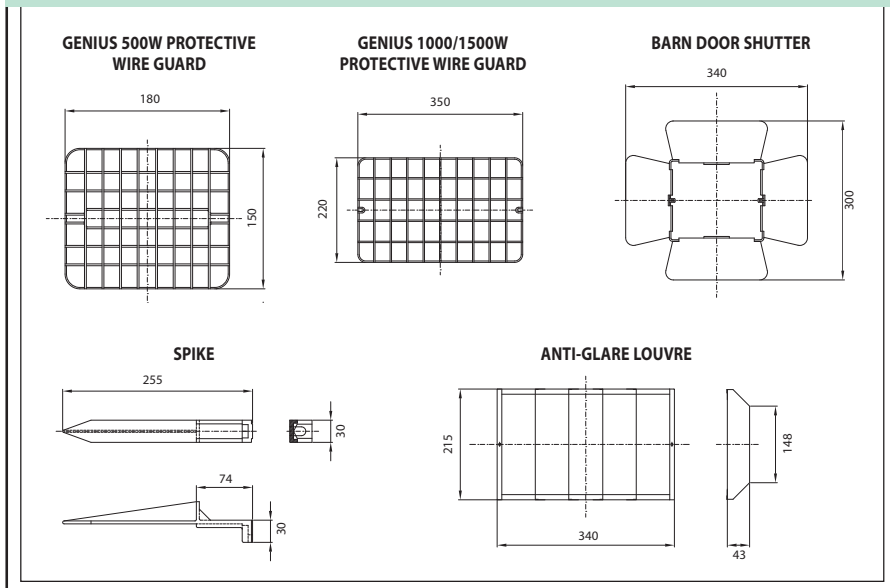 GENIUS 500W PROTECTIVE
WIRE GUARD
180
150
GENIUS 1000/1500W
PROTECTIVE WIRE GUARD
350
220
BARN DOOR SHUTTER
340
300
SPIKE
255
30
74
30
ANTI-GLARE LOUVRE
215
340
148
43